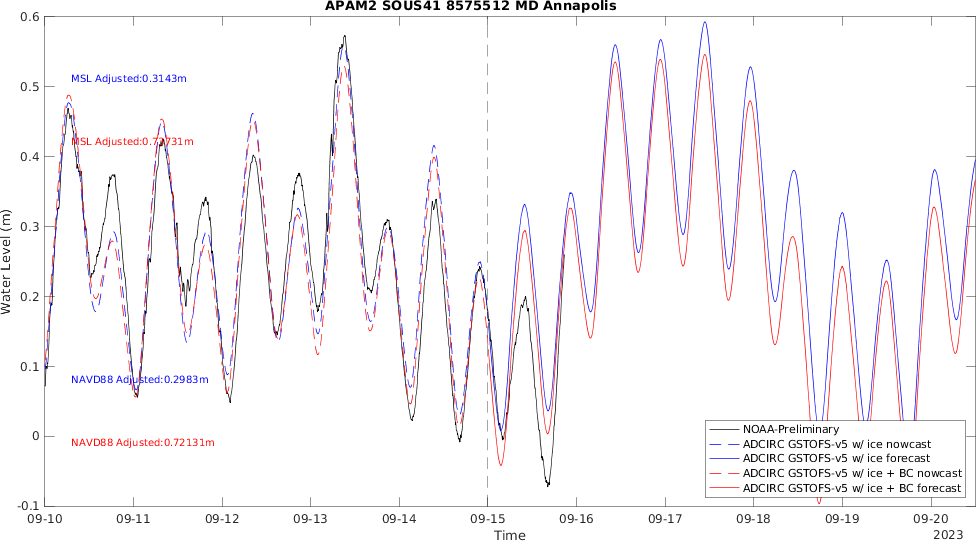 APAM2 SOUS41 8575512 MD Annapolis
0.6
0.5
0.4
0.3
0.2
0.1
0
-0.1
Water Level (m)
MSL Adjusted:0.3143m
MSL Adjusted:0.73731m
NAVD88 Adjusted:0.2983m
NAVD88 Adjusted:0.72131m
NOAA-Preliminary
ADCIRC GSTOFS-v5 w/ ice nowcast
ADCIRC GSTOFS-v5 w/ ice forecast
ADCIRC GSTOFS-v5 w/ ice + BC nowcast
ADCIRC GSTOFS-v5 w/ ice + BC forecast
09-10 09-11 09-12 09-13 09-14 09-15 09-16 09-17 09-18 09-19 09-20
Time
2023